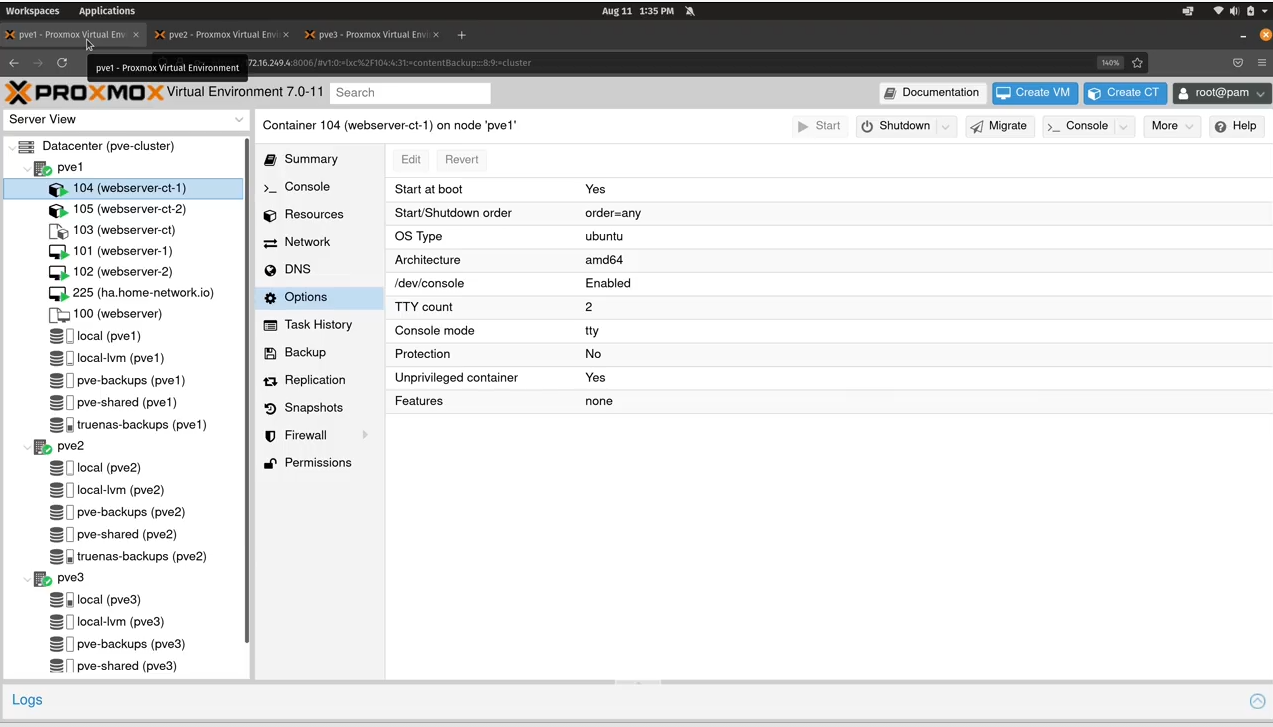 Workspaces Applications Aug 11 1:35 PM
pve1 - Proxmox Virtual Env pve2 - Proxmox Virtual Envi pve3 - Proxmox Virtual Envi
72.16.249.4:8006/#v1:0:=lxc%2F104:4:31:=contentBackup:::8:9:=cluster 140%
pve1 - Proxmox Virtual Environment
PROXMOX Virtual Environment 7.0-11 Search Documentation Create VM Create CT root@pam
Server View
Container 104 (webserver-ct-1) on node 'pve1' Start Shutdown Migrate Console More Help
Datacenter (pve-cluster)
pve1
104 (webserver-ct-1)
105 (webserver-ct-2)
103 (webserver-ct)
101 (webserver-1)
102 (webserver-2)
225 (ha.home-network.io)
100 (webserver)
local (pve1)
local-lvm (pve1)
pve-backups (pve1)
pve-shared (pve1)
truenas-backups (pve1)
pve2
local (pve2)
local-lvm (pve2)
pve-backups (pve2)
pve-shared (pve2)
truenas-backups (pve2)
pve3
local (pve3)
local-lvm (pve3)
pve-backups (pve3)
pve-shared (pve3)
Summary
Console
Resources
Network
DNS
Options
Task History
Backup
Replication
Snapshots
Firewall
Permissions
Edit Revert
Start at boot Yes
Start/Shutdown order order=any
OS Type ubuntu
Architecture amd64
/dev/console Enabled
TTY count 2
Console mode tty
Protection No
Unprivileged container Yes
Features none
Logs